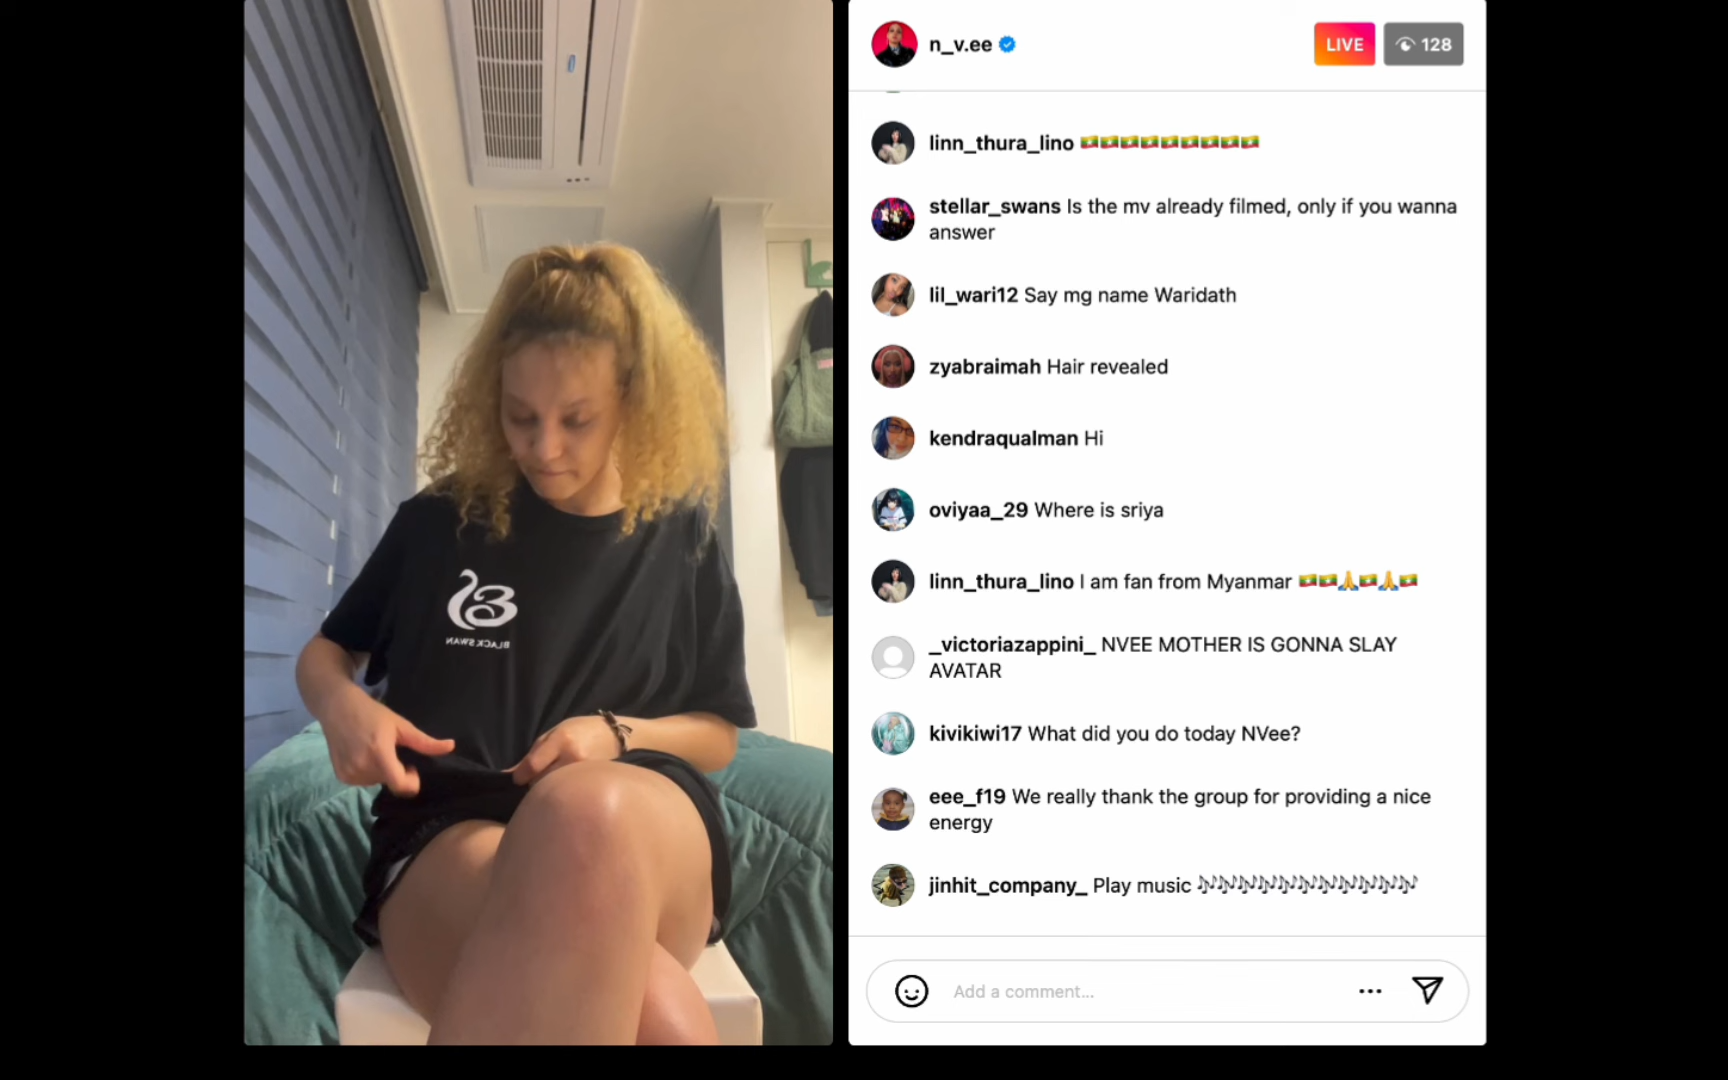 BLACK SWAN
n_v.ee
LIVE
128
linn_thura_lino 🇲🇲🇲🇲🇲🇲🇲🇲🇲🇲🇲🇲🇲🇲🇲🇲🇲🇲
stellar_swans Is the mv already filmed, only if you wanna
answer
lil_wari12 Say mg name Waridath
zyabraimah Hair revealed
kendraqualman Hi
oviyaa_29 Where is sriya
linn_thura_lino I am fan from Myanmar 🇲🇲🇲🇲🙏🇲🇲🙏🇲🇲
_victoriazappini_ NVEE MOTHER IS GONNA SLAY
AVATAR
kivikiwi17 What did you do today NVee?
eee_f19 We really thank the group for providing a nice
energy
jinhit_company_ Play music 🎶🎶🎶🎶🎶🎶🎶🎶🎶🎶🎶
Add a comment...